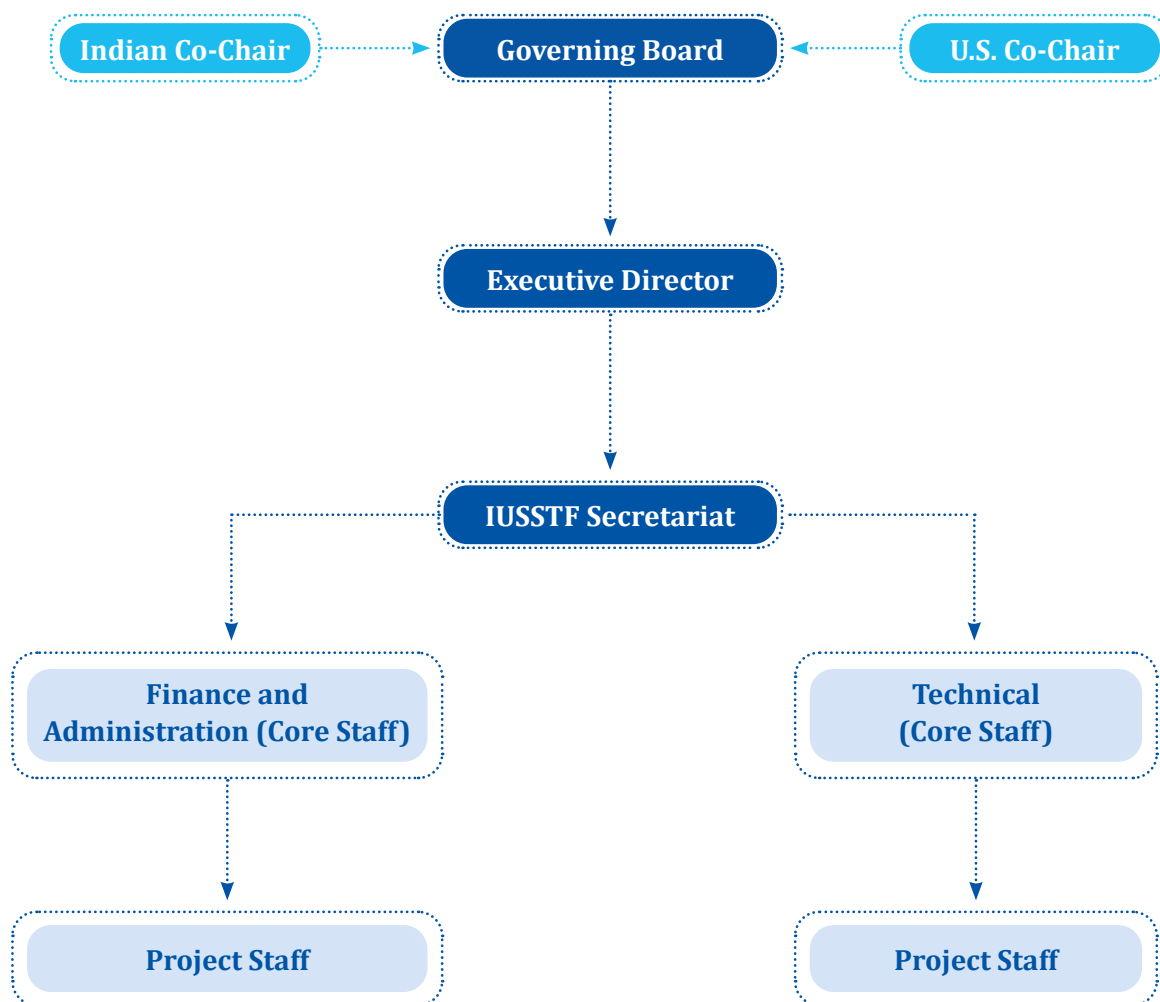 Indian Co-Chair
Governing Board
U.S. Co-Chair
Executive Director
IUSSTF Secretariat
Finance and
Administration (Core Staff)
Technical
(Core Staff)
Project Staff
Project Staff